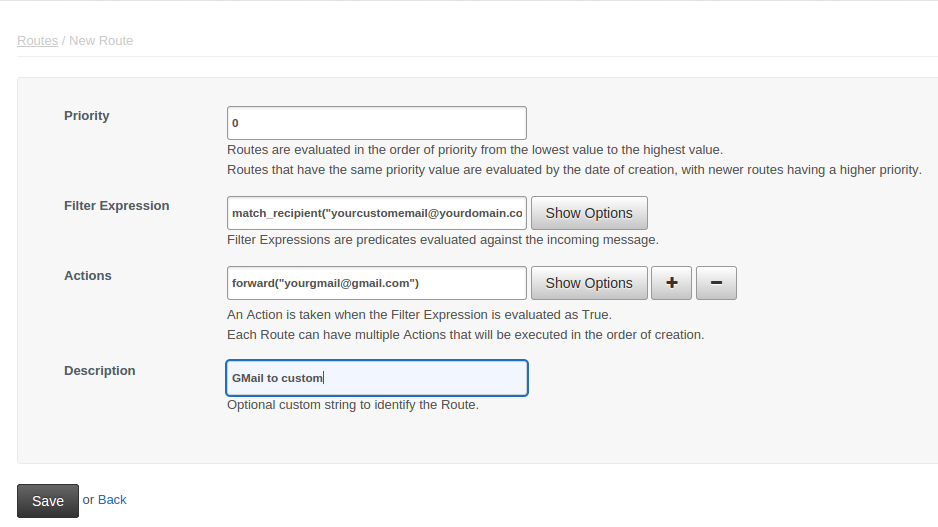 Routes / New Route
Priority
0
Routes are evaluated in the order of priority from the lowest value to the highest value.
Routes that have the same priority value are evaluated by the date of creation, with newer routes having a higher priority.
Filter Expression
match_recipient("yourcustomemail@yourdomain.co
Show Options
Filter Expressions are predicates evaluated against the incoming message.
Actions
forward("yourgmail@gmail.com")
Show Options
+
−
An Action is taken when the Filter Expression is evaluated as True.
Each Route can have multiple Actions that will be executed in the order of creation.
Description
GMail to custom
Optional custom string to identify the Route.
Save or Back